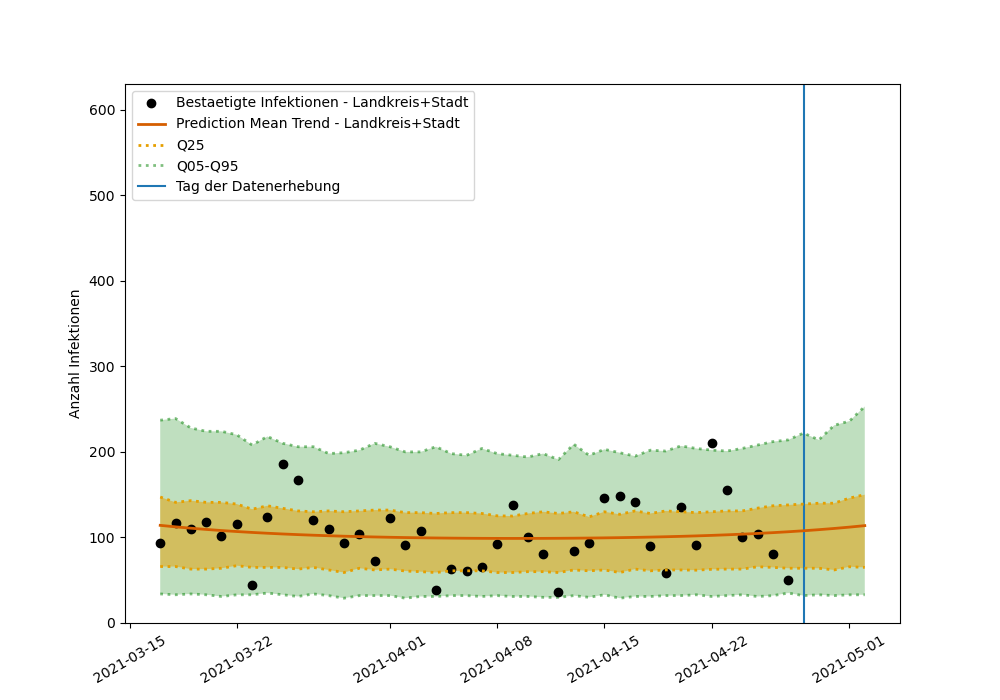 Bestaetigte Infektionen - Landkreis+Stadt
Prediction Mean Trend - Landkreis+Stadt
Q25
Q05-Q95
Tag der Datenerhebung
Anzahl Infektionen
600
500
400
300
200
100
0
2021-03-15
2021-03-22
2021-04-01
2021-04-08
2021-04-15
2021-04-22
2021-05-01